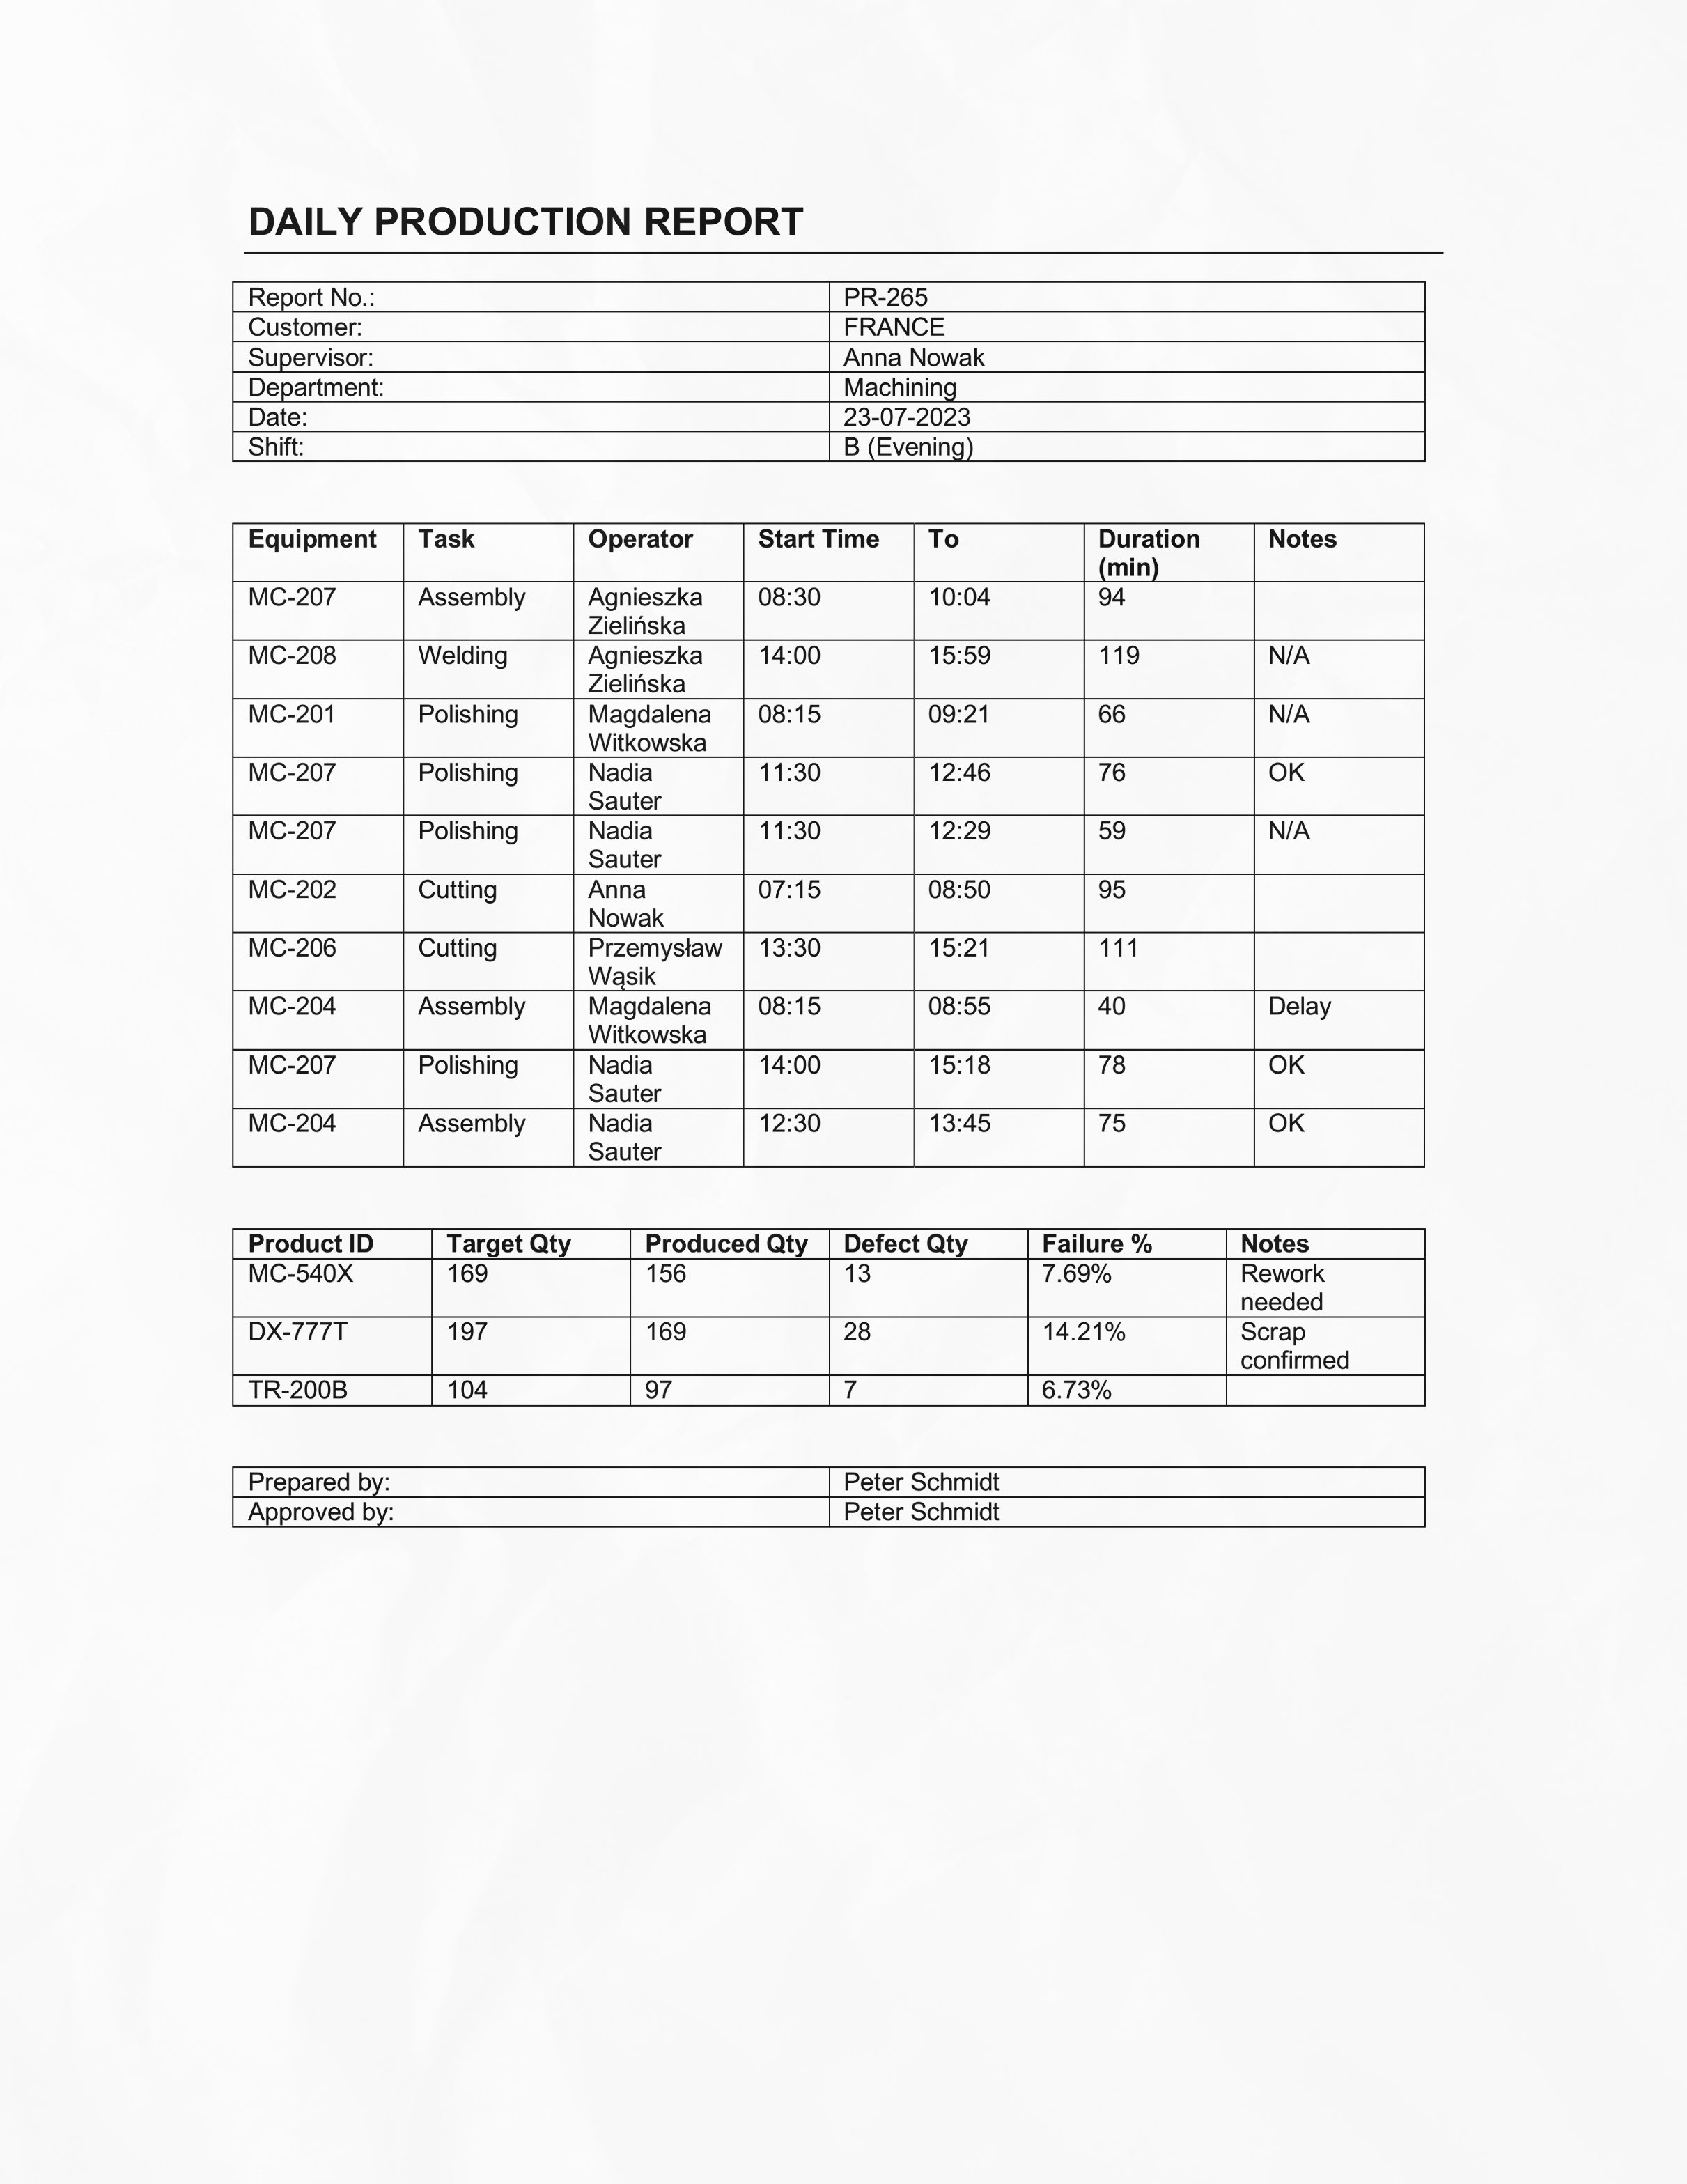 DAILY PRODUCTION REPORT
Report No.: PR-265
Customer: FRANCE
Supervisor: Anna Nowak
Department: Machining
Date: 23-07-2023
Shift: B (Evening)
Equipment Task Operator Start Time To Duration (min) Notes
MC-207 Assembly Agnieszka Zielińska 08:30 10:04 94
MC-208 Welding Agnieszka Zielińska 14:00 15:59 119 N/A
MC-201 Polishing Magdalena Witkowska 08:15 09:21 66 N/A
MC-207 Polishing Nadia Sauter 11:30 12:46 76 OK
MC-207 Polishing Nadia Sauter 11:30 12:29 59 N/A
MC-202 Cutting Anna Nowak 07:15 08:50 95
MC-206 Cutting Przemysław Wąsik 13:30 15:21 111
MC-204 Assembly Magdalena Witkowska 08:15 08:55 40 Delay
MC-207 Polishing Nadia Sauter 14:00 15:18 78 OK
MC-204 Assembly Nadia Sauter 12:30 13:45 75 OK
Product ID Target Qty Produced Qty Defect Qty Failure % Notes
MC-540X 169 156 13 7.69% Rework needed
DX-777T 197 169 28 14.21% Scrap confirmed
TR-200B 104 97 7 6.73%
Prepared by: Peter Schmidt
Approved by: Peter Schmidt